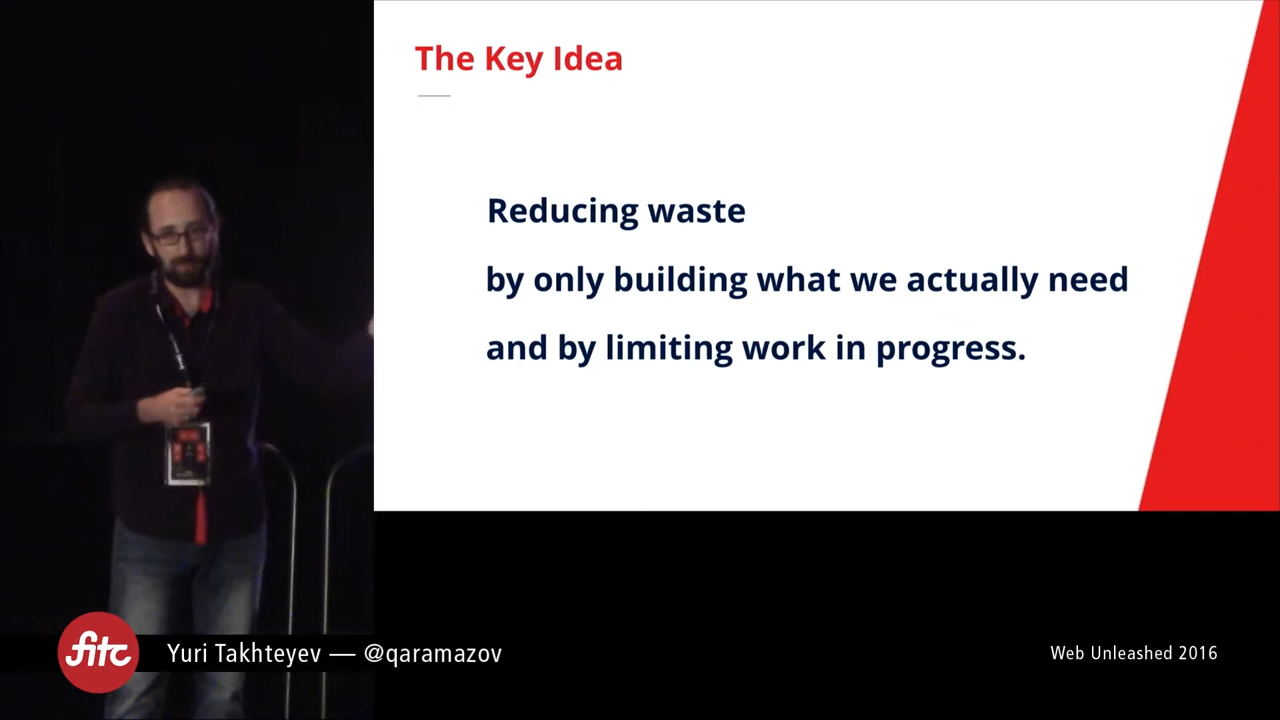 The Key Idea
Reducing waste
by only building what we actually need
and by limiting work in progress.
fitc
Yuri Takhteyev — @qaramazov
Web Unleashed 2016